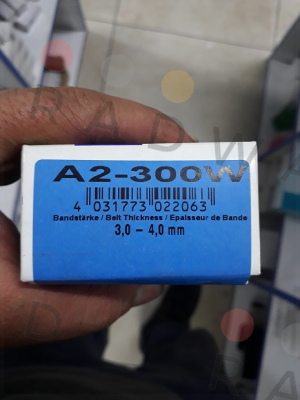 A2-300W
4 031773 022063
Bandstärke / Belt Thickness / Epaisseur de Bande
3,0 – 4,0 mm